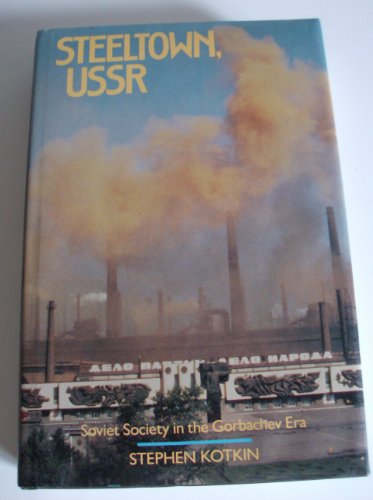 STEELTOWN,
USSR
ДЕЛО ПАРТИИ - ДЕЛО НАРОДА
Soviet Society in the Gorbachev Era
STEPHEN KOTKIN